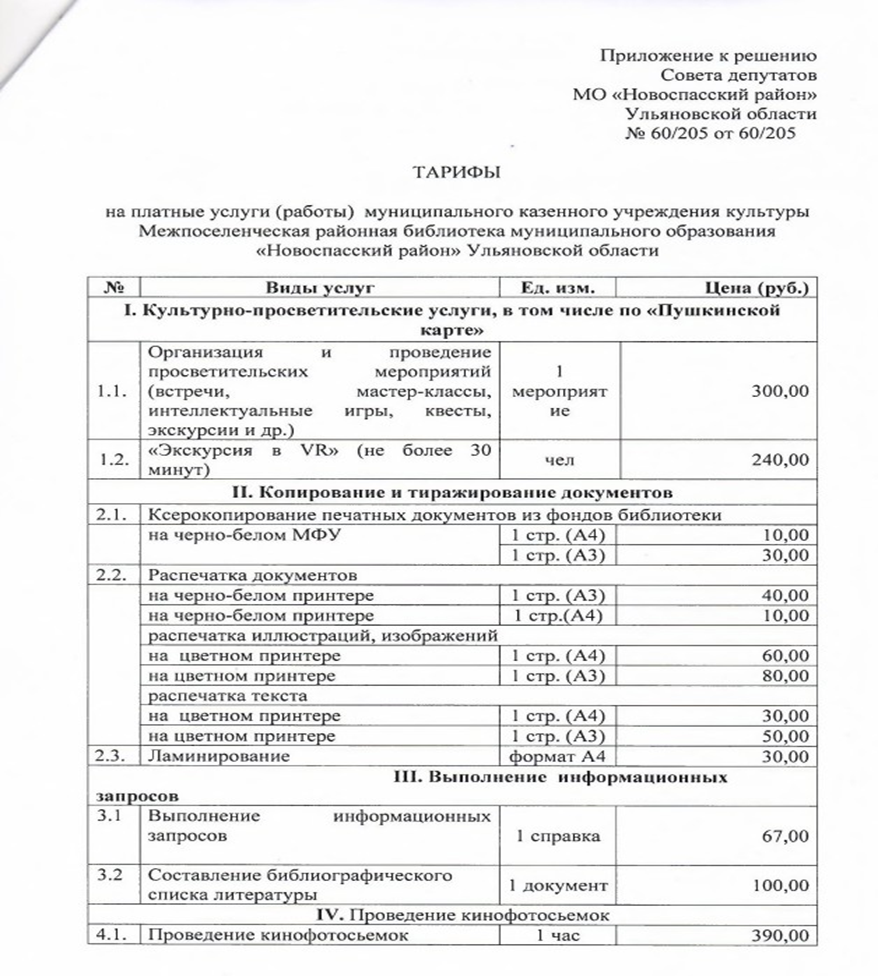 Приложение к решению
Совета депутатов
МО «Новоспасский район»
Ульяновской области
№ 60/205 от 60/205
ТАРИФЫ
на платные услуги (работы) муниципального казенного учреждения культуры
Межпоселенческая районная библиотека муниципального образования
«Новоспасский район» Ульяновской области
№ Виды услуг Ед. изм. Цена (руб.)
I. Культурно-просветительские услуги, в том числе по «Пушкинской
карте»
1.1. Организация и проведение
просветительских мероприятий
(встречи, мастер-классы,
интеллектуальные игры, квесты,
экскурсии и др.)
1
мероприят
ие
300,00
1.2. «Экскурсия в VR» (не более 30
минут)
чел 240,00
II. Копирование и тиражирование документов
2.1. Ксерокопирование печатных документов из фондов библиотеки
на черно-белом МФУ 1 стр. (А4) 10,00
1 стр. (А3) 30,00
2.2. Распечатка документов
на черно-белом принтере 1 стр. (А3) 40,00
на черно-белом принтере 1 стр.(А4) 10,00
распечатка иллюстраций, изображений
на цветном принтере 1 стр. (А4) 60,00
на цветном принтере 1 стр. (А3) 80,00
распечатка текста
на цветном принтере 1 стр. (А4) 30,00
на цветном принтере 1 стр. (А3) 50,00
2.3. Ламинирование формат А4 30,00
III. Выполнение информационных
запросов
3.1 Выполнение информационных
запросов
1 справка 67,00
3.2 Составление библиографического
списка литературы
1 документ 100,00
IV. Проведение кинофотосьемок
4.1. Проведение кинофотосьемок 1 час 390,00